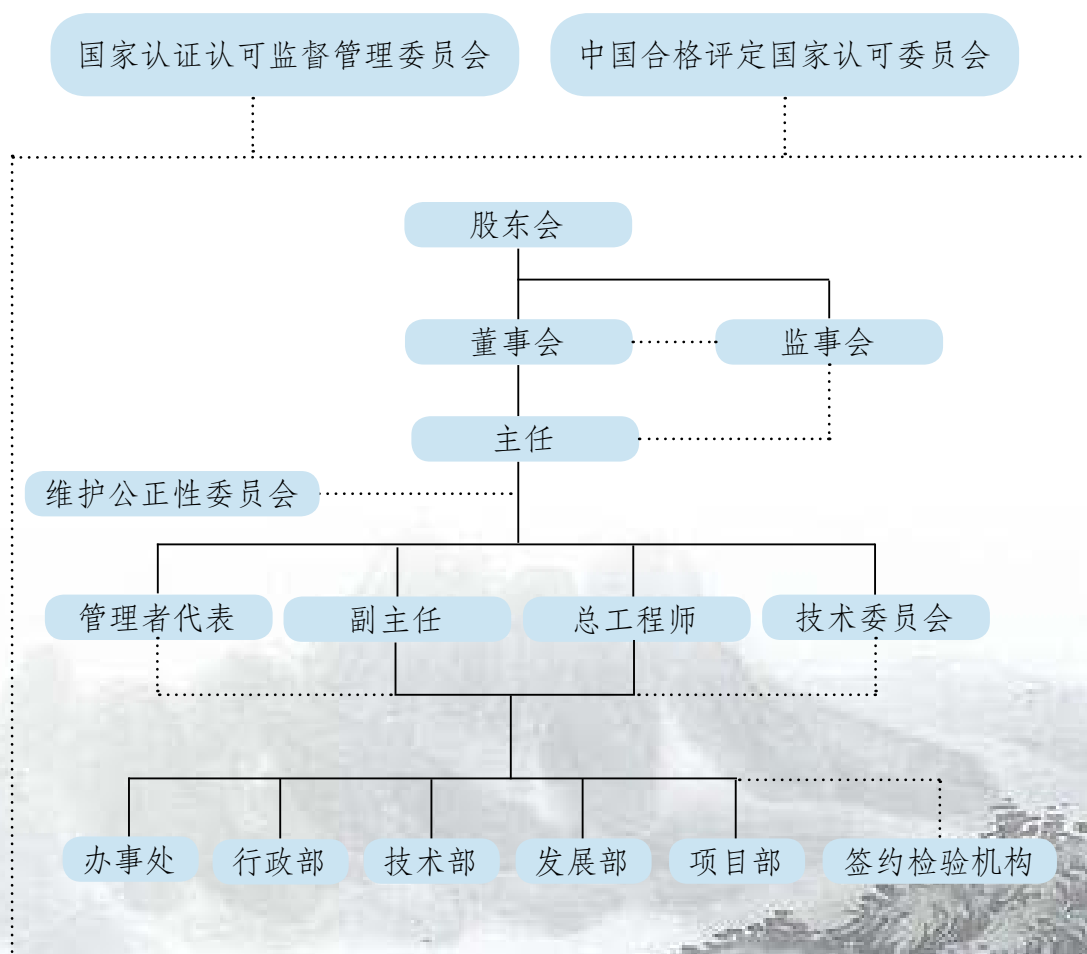 国家认证认可监督管理委员会
中国合格评定国家认可委员会
股东会
董事会
监事会
主任
维护公正性委员会
管理者代表
副主任
总工程师
技术委员会
办事处
行政部
技术部
发展部
项目部
签约检验机构